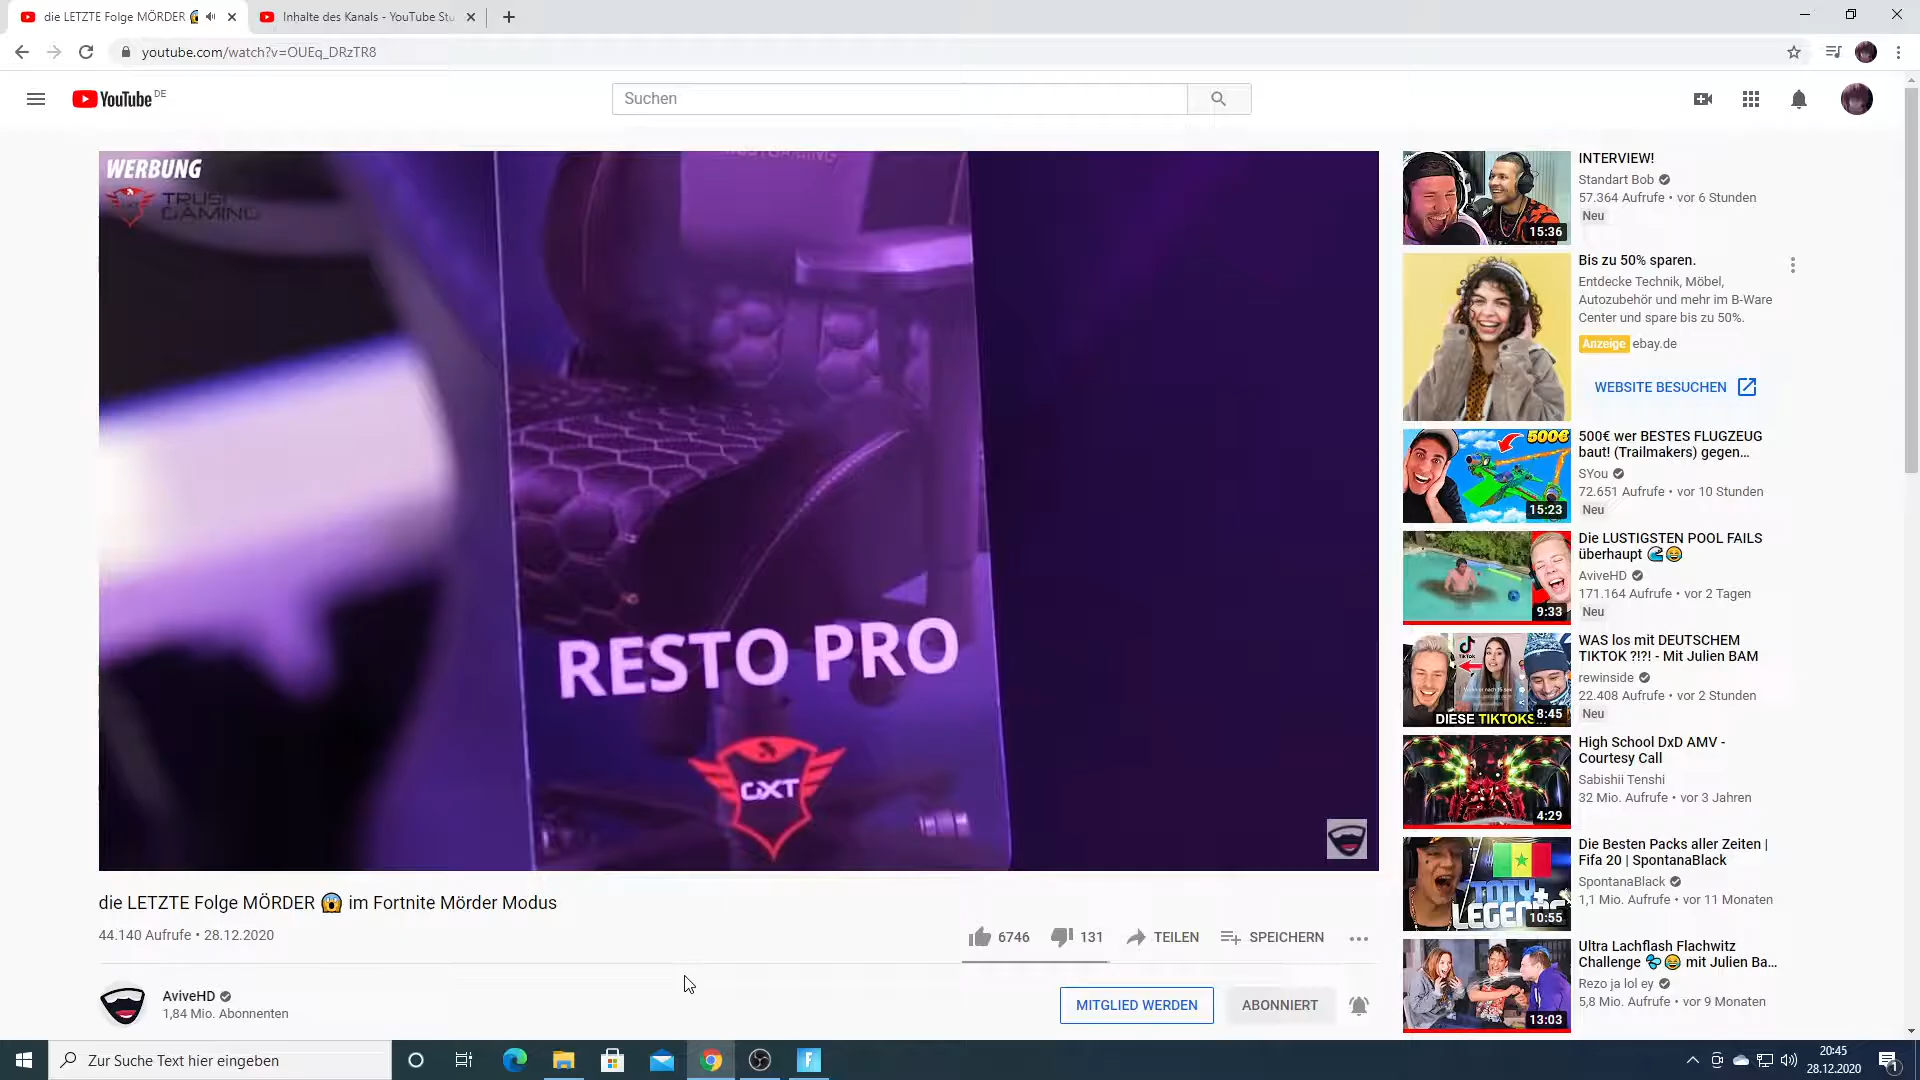 die LETZTE Folge MÖRDER 😱
Inhalte des Kanals - YouTube Stu
youtube.com/watch?v=OUEq_DRzTR8
YouTube DE
Suchen
WERBUNG
TRUST
GAMING
RESTO PRO
GXT
die LETZTE Folge MÖRDER 😱 im Fortnite Mörder Modus
44.140 Aufrufe • 28.12.2020
6746
131
TEILEN
SPEICHERN
AviveHD
1,84 Mio. Abonnenten
MITGLIED WERDEN
ABONNIERT
INTERVIEW!
Standart Bob
57.364 Aufrufe • vor 6 Stunden
Neu
15:36
Bis zu 50% sparen.
Entdecke Technik, Möbel,
Autozubehör und mehr im B-Ware
Center und spare bis zu 50%.
Anzeige ebay.de
WEBSITE BESUCHEN
500€
15:23
500€ wer BESTES FLUGZEUG
baut! (Trailmakers) gegen...
SYou
72.651 Aufrufe • vor 10 Stunden
Neu
9:33
Die LUSTIGSTEN POOL FAILS
überhaupt 🌊😂
AviveHD
171.164 Aufrufe • vor 2 Tagen
Neu
TikTok
DIESE TIKTOKS...
8:45
WAS los mit DEUTSCHEM
TIKTOK ?!?! - Mit Julien BAM
rewinside
22.408 Aufrufe • vor 2 Stunden
Neu
4:29
High School DxD AMV -
Courtesy Call
Sabishii Tenshi
32 Mio. Aufrufe • vor 3 Jahren
TOTY+
LEGENDS
10:55
Die Besten Packs aller Zeiten |
Fifa 20 | SpontanaBlack
SpontanaBlack
1,1 Mio. Aufrufe • vor 11 Monaten
13:03
Ultra Lachflash Flachwitz
Challenge 💦😂 mit Julien Ba...
Rezo ja lol ey
5,8 Mio. Aufrufe • vor 9 Monaten
Zur Suche Text hier eingeben
20:45
28.12.2020
1